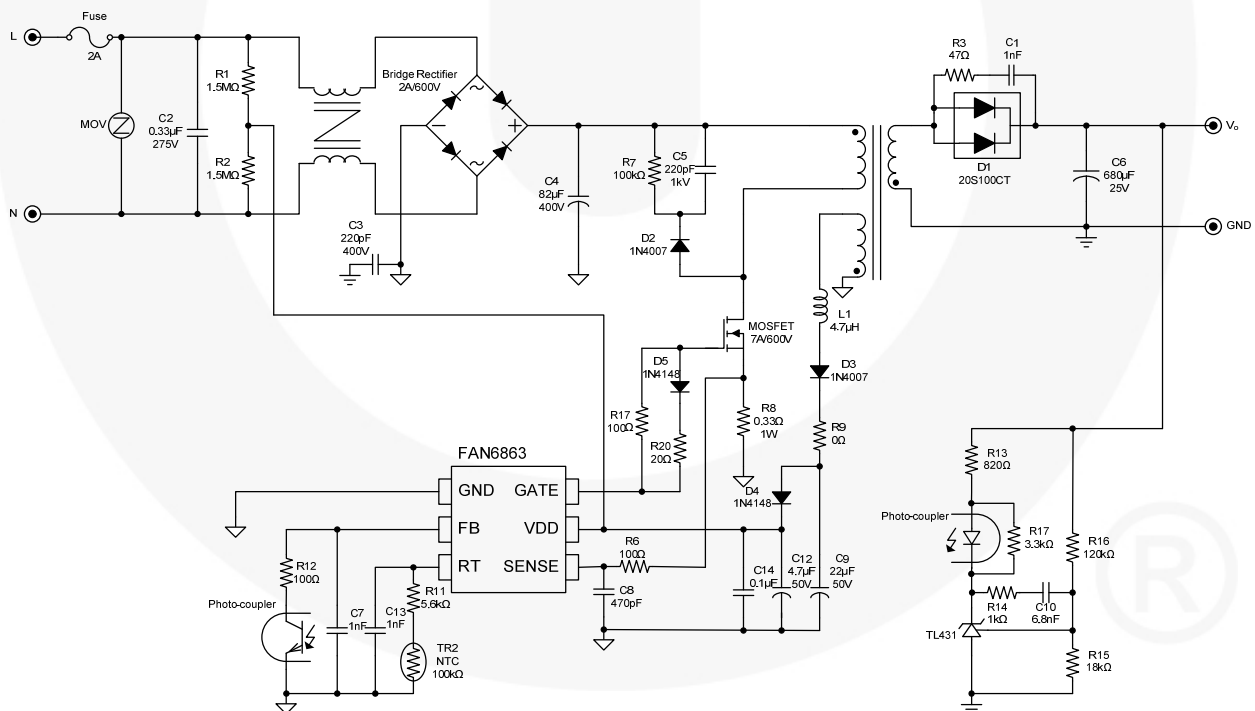 Fuse
L
2A
R1
1.5MΩ
MOV
C2
0.33µF
275V
R2
1.5MΩ
N
Bridge Rectifier
2A/600V
C3
220pF
400V
C4
82µF
400V
R7
100kΩ
C5
220pF
1kV
D2
1N4007
R3
47Ω
C1
1nF
D1
20S100CT
Vo
C6
680µF
25V
GND
L1
4.7µH
MOSFET
7A/600V
D5
1N4148
D3
1N4007
R17
100Ω
R20
20Ω
R8
0.33Ω
1W
R9
0Ω
D4
1N4148
FAN6863
GND
GATE
FB
VDD
RT
SENSE
R6
100Ω
C8
470pF
C14
0.1µF
C12
4.7µF
50V
C9
22µF
50V
R12
100Ω
Photo-coupler
C7
1nF
C13
1nF
R11
5.6kΩ
TR2
NTC
100kΩ
R13
820Ω
Photo-coupler
R17
3.3kΩ
R16
120kΩ
R14
1kΩ
C10
6.8nF
TL431
R15
18kΩ
®